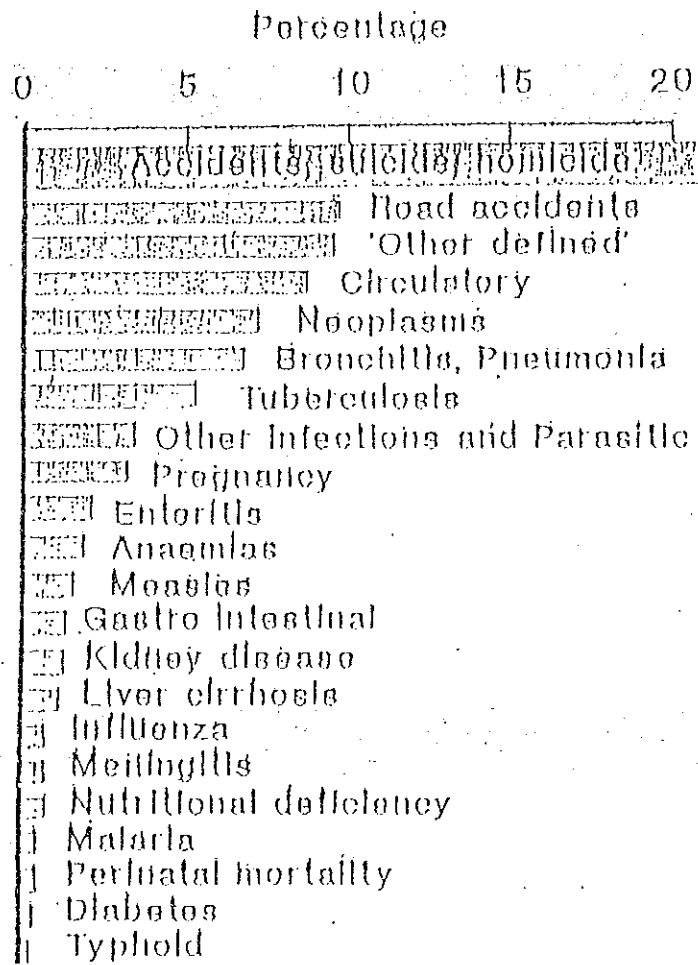 Percentage
0 5 10 15 20
Accidents/suicide/homicide
Road accidents
'Other defined'
Circulatory
Neoplasms
Bronchitis, Pneumonia
Tuberculosis
Other Infections and Parasitic
Pregnancy
Enteritis
Anaemias
Measles
Gastro Intestinal
Kidney disease
Liver cirrhosis
Influenza
Meningitis
Nutritional deficiency
Malaria
Perinatal mortality
Diabetes
Typhoid